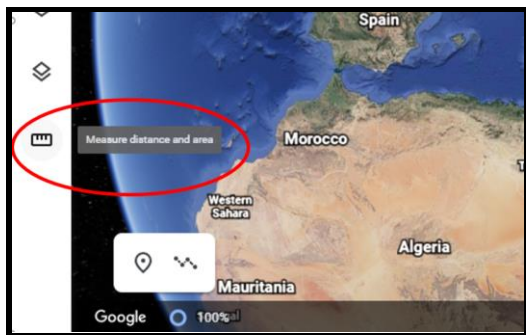 Spain
Measure distance and area
Morocco
Western
Sahara
Algeria
Mauritania
Google 100%